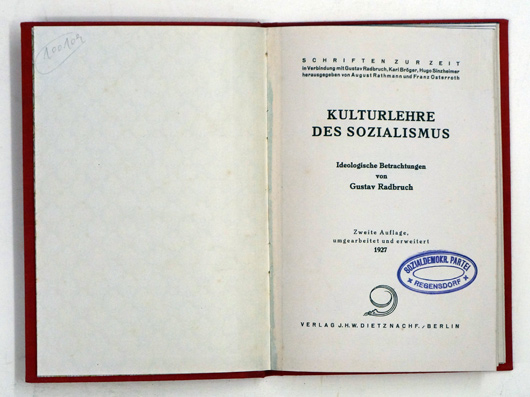 10010h
SCHRIFTEN ZUR ZEIT
in Verbindung mit Gustav Radbruch, Karl Bröger, Hugo Sinzheimer
herausgegeben von August Rathmann und Franz Osterroth
KULTURLEHRE
DES SOZIALISMUS
Ideologische Betrachtungen
von
Gustav Radbruch
Zweite Auflage,
umgearbeitet und erweitert
1927
SOZIALDEMOKR. PARTEI
REGENSDORF
VERLAG J.H.W. DIETZ NACHF. / BERLIN